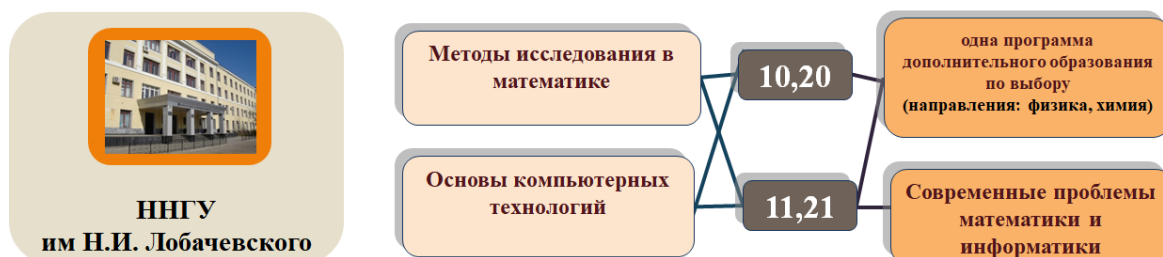 ННГУ
им Н.И. Лобачевского
Методы исследования в
математике
Основы компьютерных
технологий
10,20
11,21
одна программа
дополнительного образования
по выбору
(направления: физика, химия)
Современные проблемы
математики и
информатики